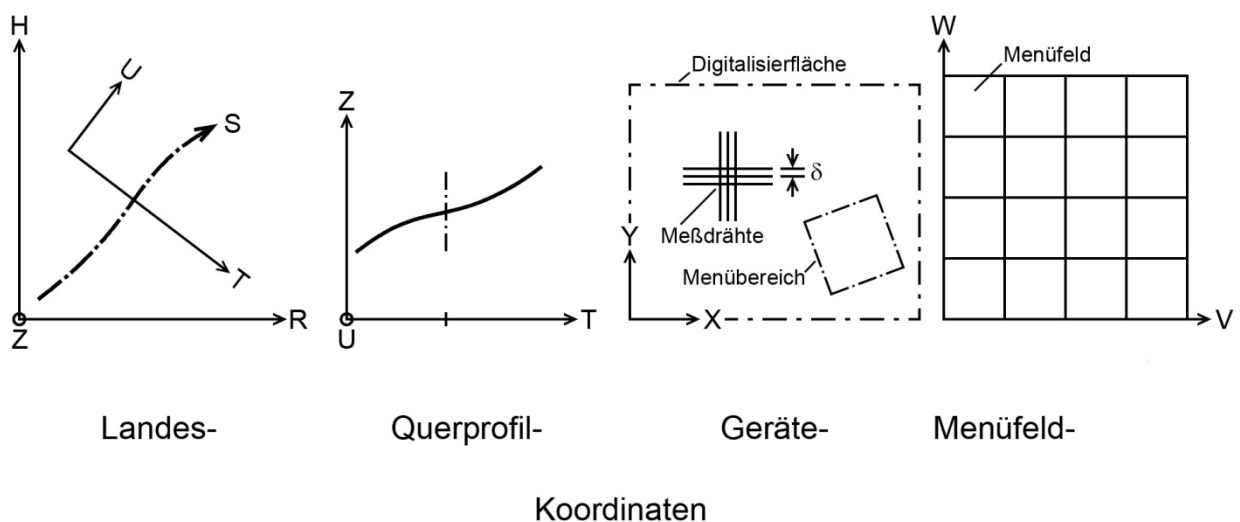 H
U
S
T
Z
R
Z
U
T
Digitalisierfläche
δ
Meßdrähte
Y
Menübereich
X
W
Menüfeld
V
Landes-
Querprofil-
Geräte-
Menüfeld-
Koordinaten